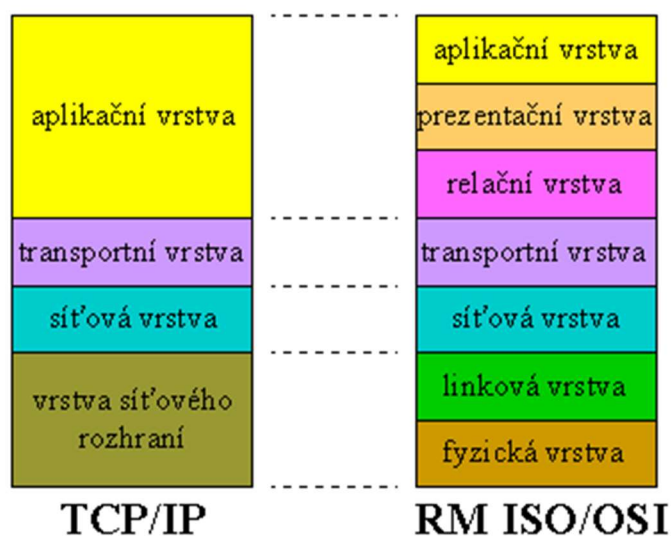 aplikační vrstva
transportní vrstva
síťová vrstva
vrstva síťového
rozhraní
TCP/IP
aplikační vrstva
prezentační vrstva
relační vrstva
transportní vrstva
síťová vrstva
linková vrstva
fyzická vrstva
RM ISO/OSI